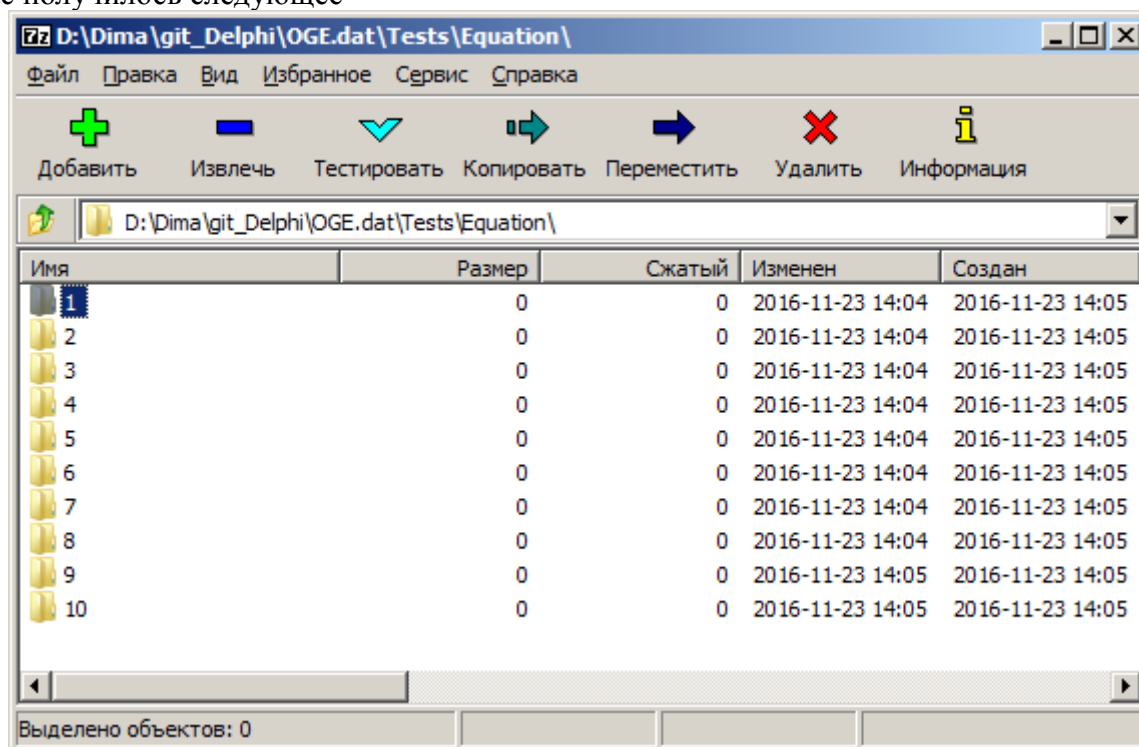 получилось следующее
7z D:\Dima\git_Delphi\OGE.dat\Tests\Equation\
Файл Правка Вид Избранное Сервис Справка
Добавить Извлечь Тестировать Копировать Переместить Удалить Информация
D:\Dima\git_Delphi\OGE.dat\Tests\Equation\
Имя Размер Сжатый Изменен Создан
1 0 0 2016-11-23 14:04 2016-11-23 14:05
2 0 0 2016-11-23 14:04 2016-11-23 14:05
3 0 0 2016-11-23 14:04 2016-11-23 14:05
4 0 0 2016-11-23 14:04 2016-11-23 14:05
5 0 0 2016-11-23 14:04 2016-11-23 14:05
6 0 0 2016-11-23 14:04 2016-11-23 14:05
7 0 0 2016-11-23 14:04 2016-11-23 14:05
8 0 0 2016-11-23 14:04 2016-11-23 14:05
9 0 0 2016-11-23 14:05 2016-11-23 14:05
10 0 0 2016-11-23 14:05 2016-11-23 14:05
Выделено объектов: 0